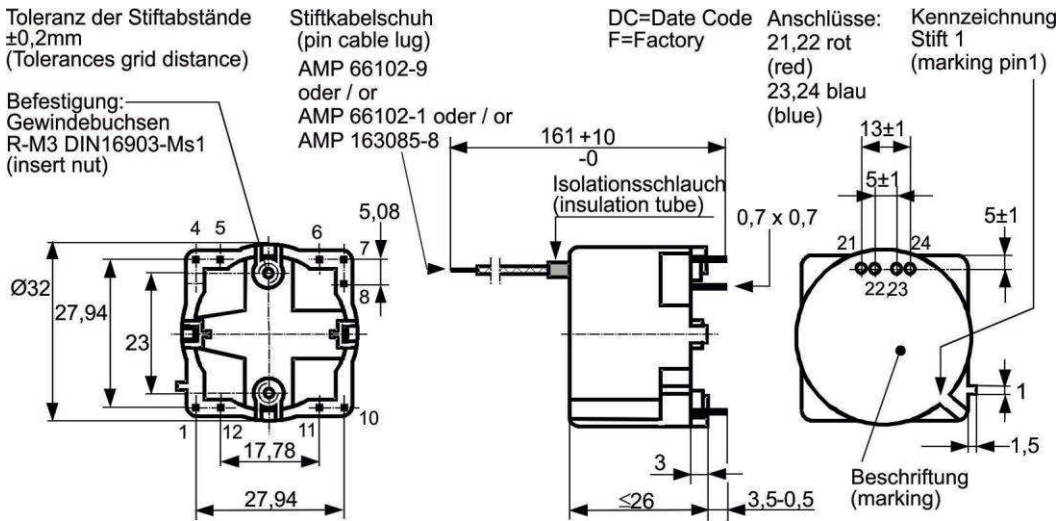 Toleranz der Stiftabstände
±0,2mm
(Tolerances grid distance)
Befestigung:
Gewindebuchsen
R-M3 DIN16903-Ms1
(insert nut)
Stiftkabelschuh
(pin cable lug)
AMP 66102-9
oder / or
AMP 66102-1 oder / or
AMP 163085-8
DC=Date Code
F=Factory
Anschlüsse:
21,22 rot
(red)
23,24 blau
(blue)
Kennzeichnung
Stift 1
(marking pin1)
161 +10
-0
Isolationsschlauch
(insulation tube)
0,7 x 0,7
13±1
5±1
5±1
21
24
22,23
4 5 6 7
5,08
8
Ø32
27,94
23
1 12 11 10
17,78
27,94
3
≤26
3,5-0,5
1
1,5
Beschriftung
(marking)